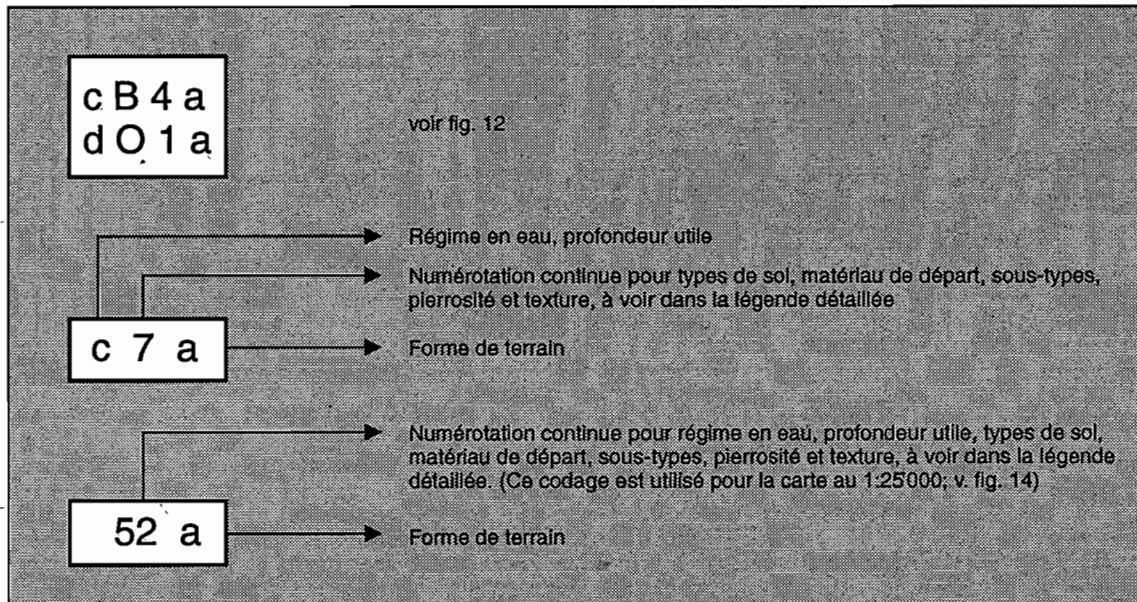 c B 4 a
d O 1 a
voir fig. 12
Régime en eau, profondeur utile
Numérotation continue pour types de sol, matériau de départ, sous-types,
pierrosité et texture, à voir dans la légende détaillée
c 7 a
Forme de terrain
Numérotation continue pour régime en eau, profondeur utile, types de sol,
matériau de départ, sous-types, pierrosité et texture, à voir dans la légende
détaillée. (Ce codage est utilisé pour la carte au 1:25'000; v. fig. 14)
52 a
Forme de terrain